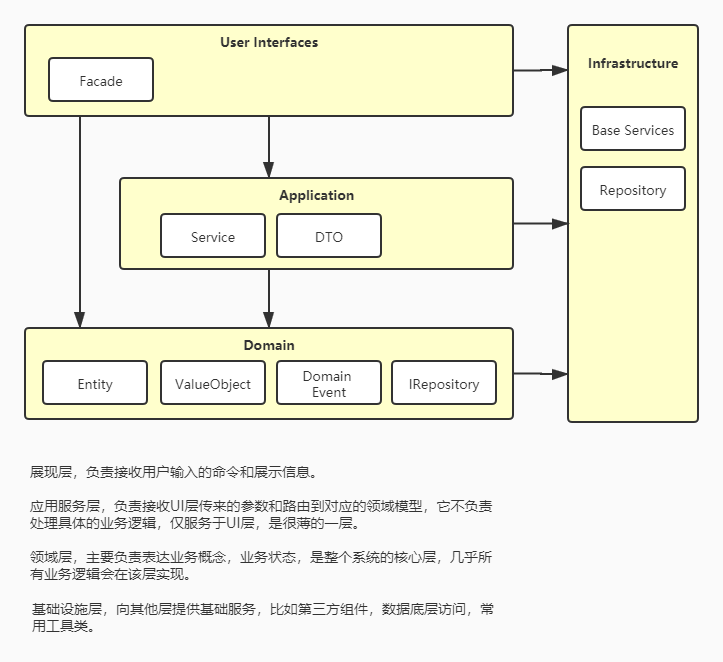 User Interfaces
Facade
Infrastructure
Base Services
Repository
Application
Service
DTO
Domain
Entity
ValueObject
Domain
Event
IRepository
展现层，负责接收用户输入的命令和展示信息。
应用服务层，负责接收UI层传来的参数和路由到对应的领域模型，它不负责
处理具体的业务逻辑，仅服务于UI层，是很薄的一层。
领域层，主要负责表达业务概念，业务状态，是整个系统的核心层，几乎所
有业务逻辑会在该层实现。
基础设施层，向其他层提供基础服务，比如第三方组件，数据底层访问，常
用工具类。